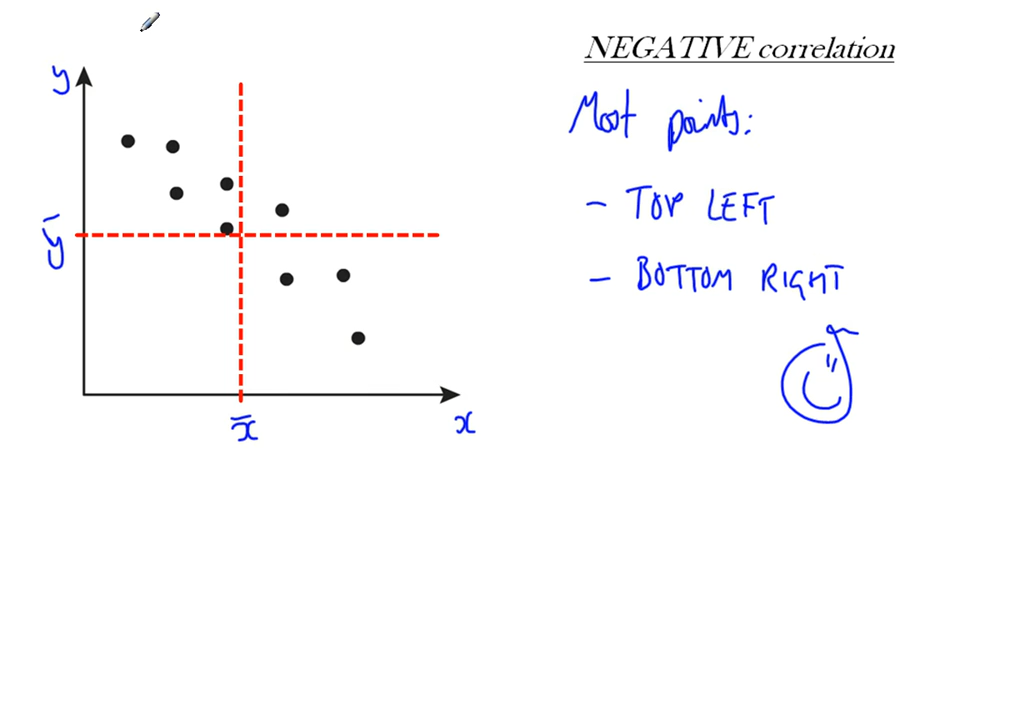 NEGATIVE correlation
y
Most points:
- TOP LEFT
ȳ
- BOTTOM RIGHT
x̄
x